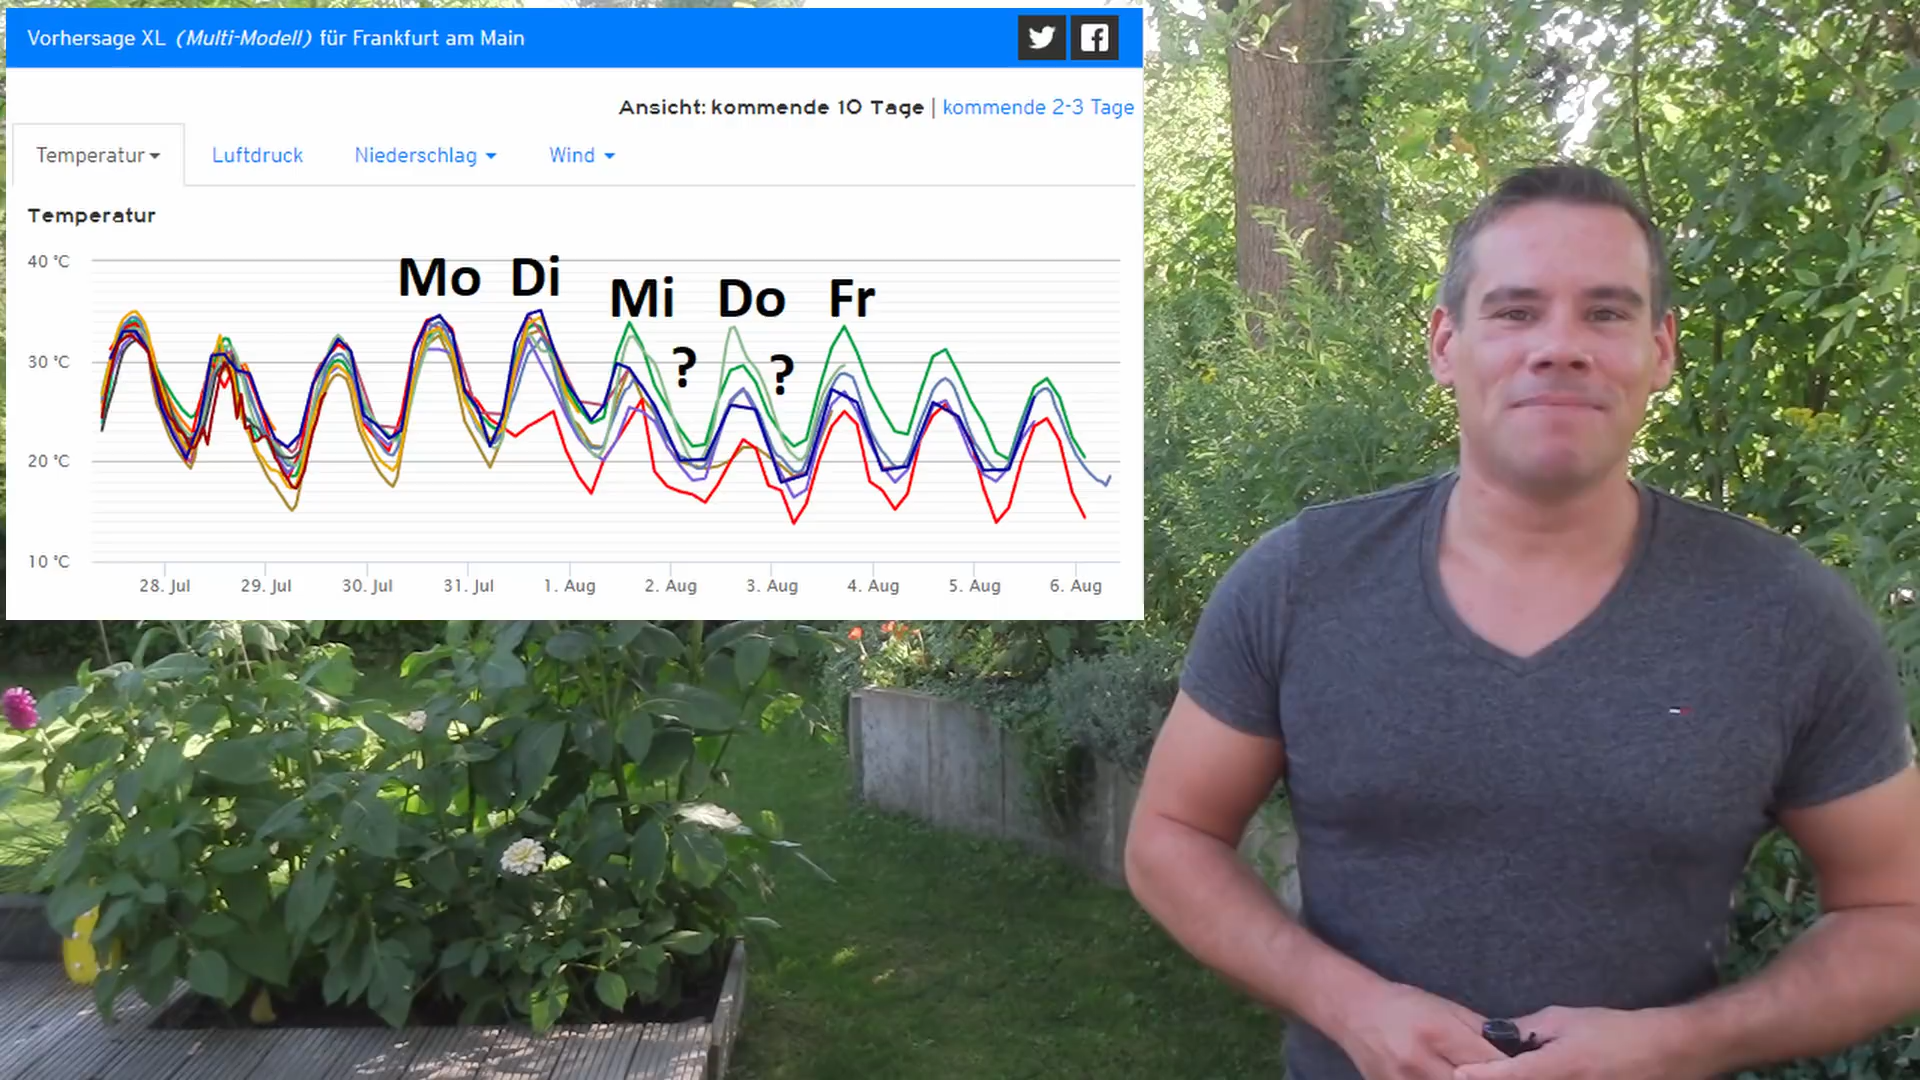 Vorhersage XL (Multi-Modell) für Frankfurt am Main
Ansicht: kommende 10 Tage | kommende 2-3 Tage
Temperatur Luftdruck Niederschlag Wind
Temperatur
40 °C
30 °C
20 °C
10 °C
Mo Di Mi Do Fr
? ?
28. Jul 29. Jul 30. Jul 31. Jul 1. Aug 2. Aug 3. Aug 4. Aug 5. Aug 6. Aug